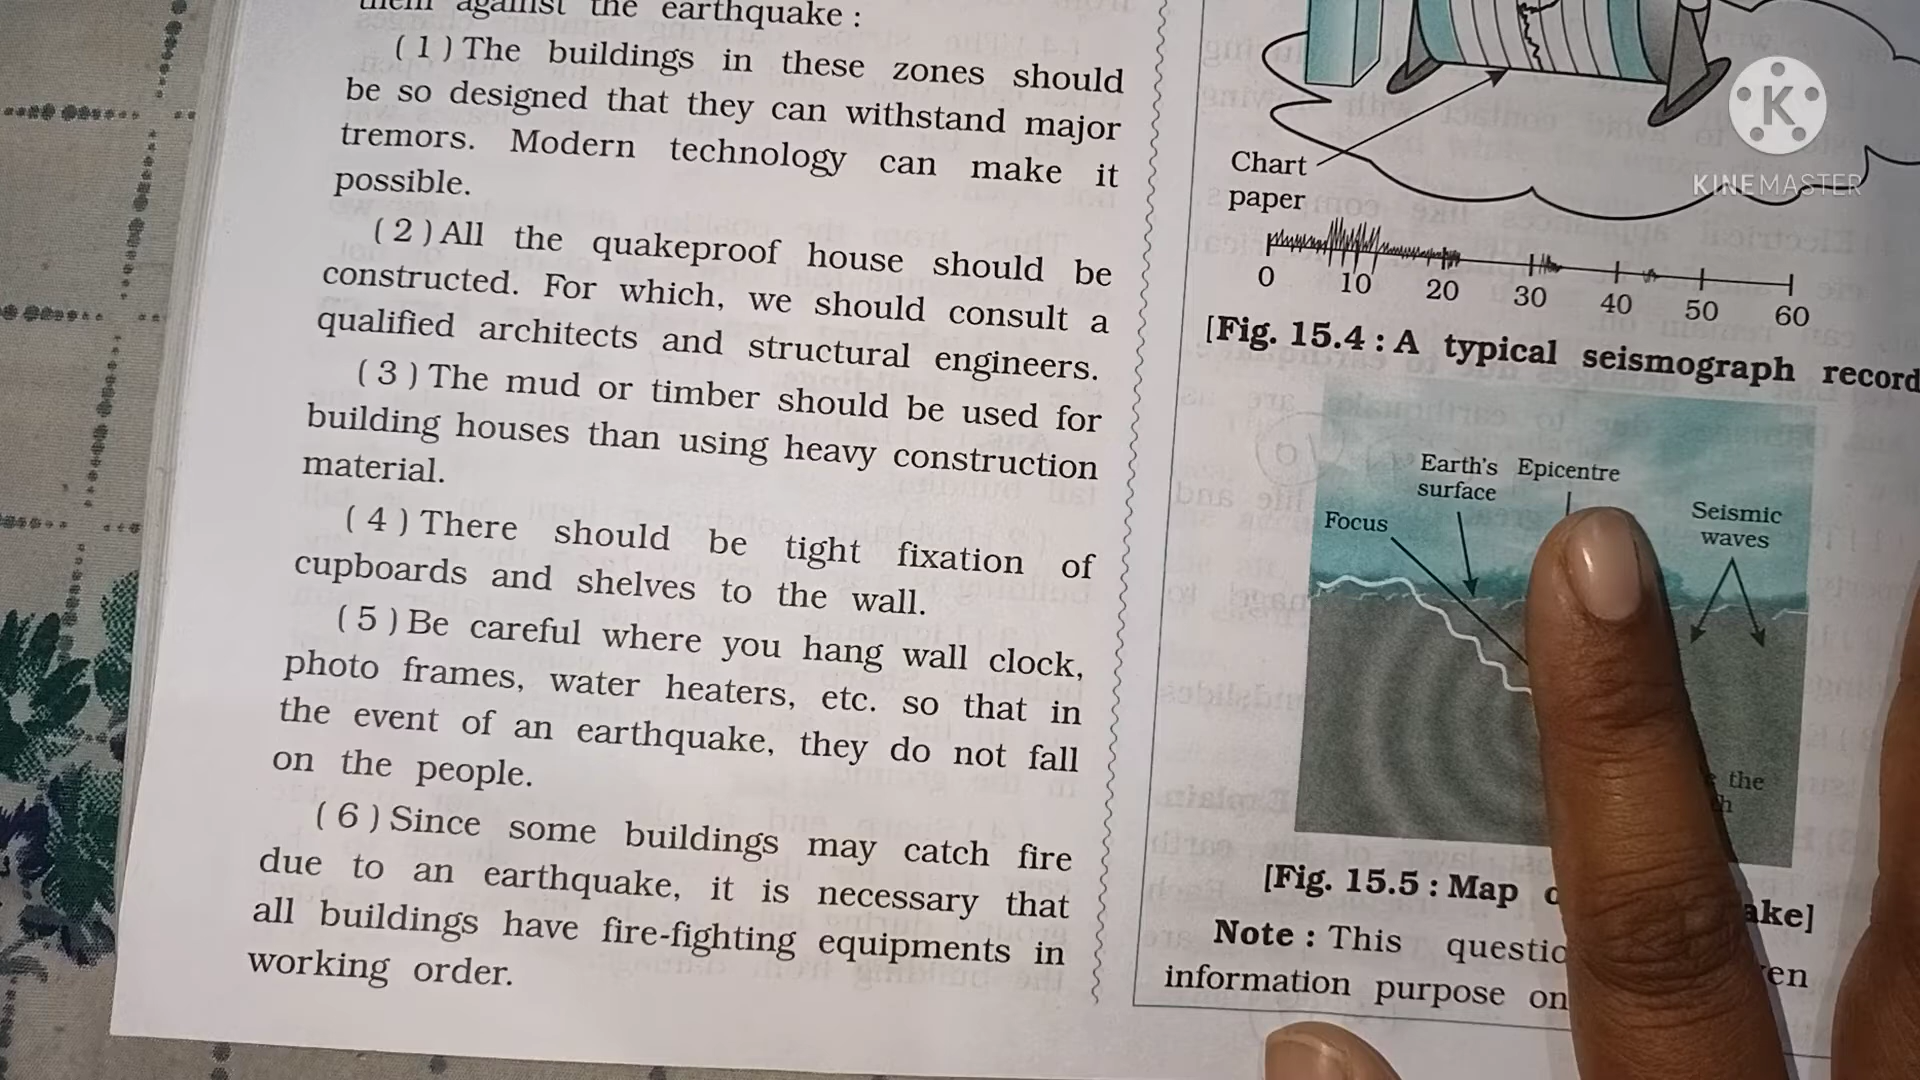 them against the earthquake :
( 1 ) The buildings in these zones should
be so designed that they can withstand major
tremors. Modern technology can make it
possible.
( 2 ) All the quakeproof house should be
constructed. For which, we should consult a
qualified architects and structural engineers.
( 3 ) The mud or timber should be used for
building houses than using heavy construction
material.
( 4 ) There should be tight fixation of
cupboards and shelves to the wall.
( 5 ) Be careful where you hang wall clock,
photo frames, water heaters, etc. so that in
the event of an earthquake, they do not fall
on the people.
( 6 ) Since some buildings may catch fire
due to an earthquake, it is necessary that
all buildings have fire-fighting equipments in
working order.
K
KINEMASTER
Chart
paper
0 10 20 30 40 50 60
[Fig. 15.4 : A typical seismograph record
Earth's Epicentre
surface
Seismic
waves
Focus
the
[Fig. 15.5 : Map
Note : This
information purpose